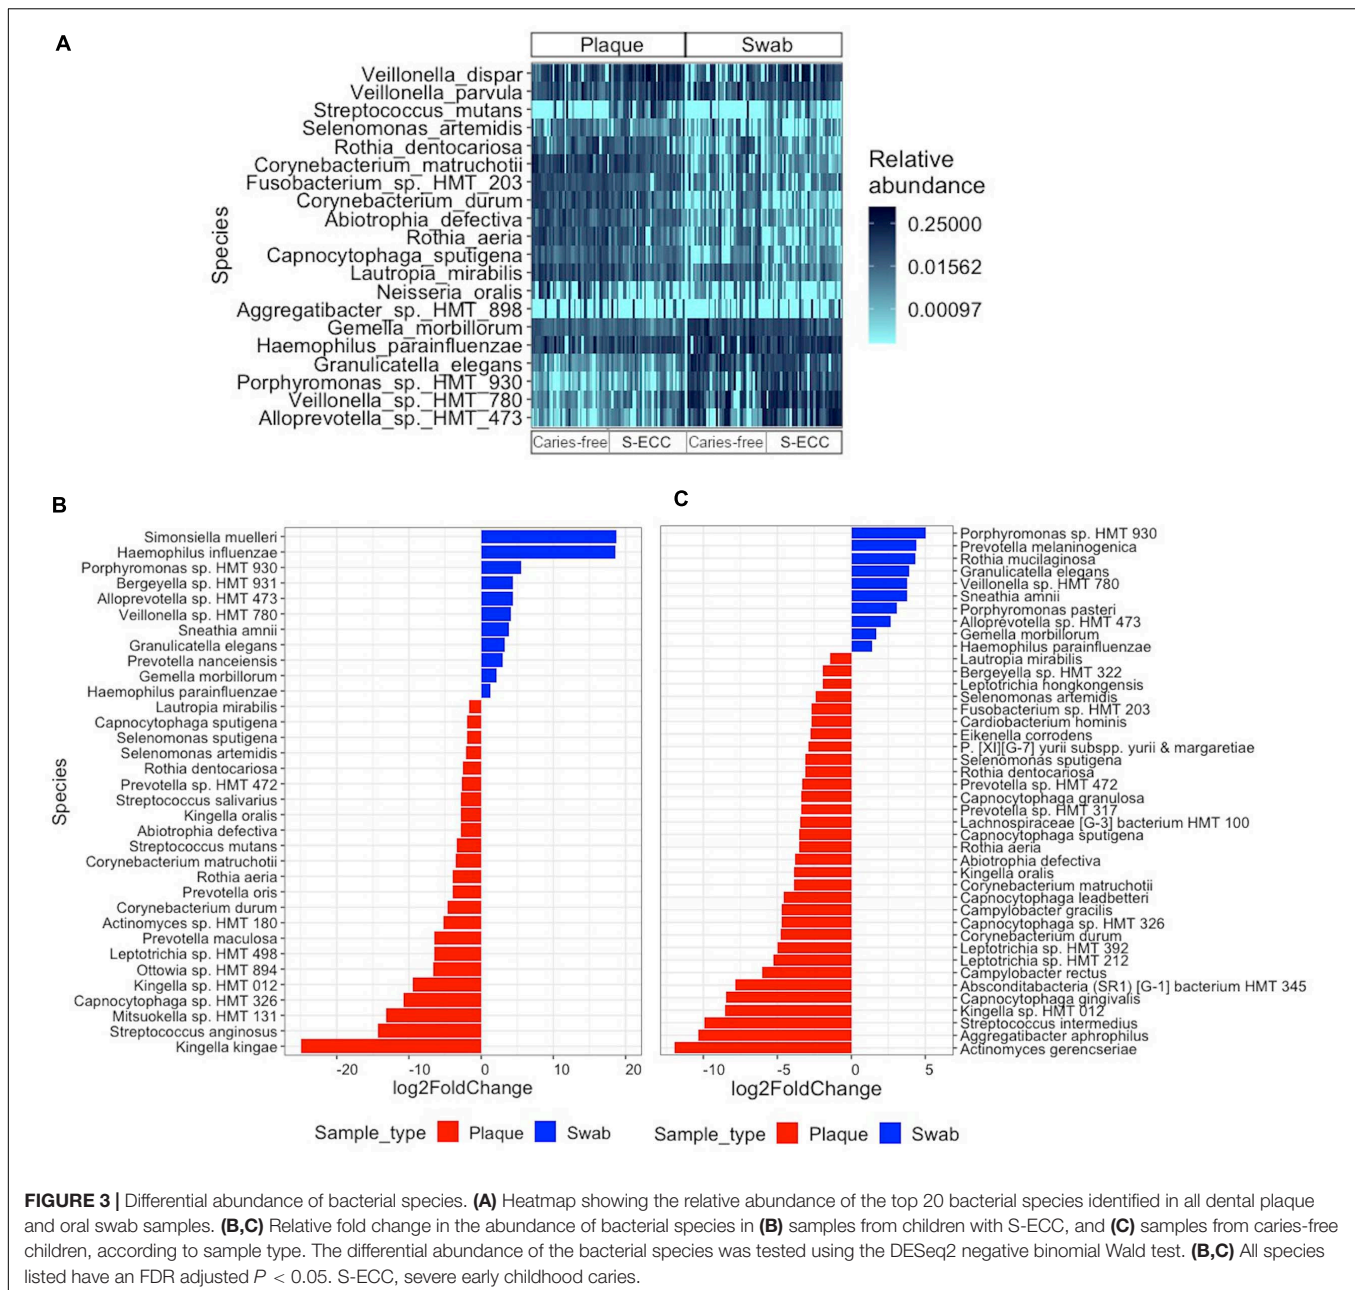 A
Plaque Swab
Veillonella_dispar
Veillonella_parvula
Streptococcus_mutans
Selenomonas_artemidis
Rothia_dentocariosa
Corynebacterium_matruchotii
Fusobacterium_sp._HMT_203
Corynebacterium_durum
Abiotrophia_defectiva
Rothia_aeria
Capnocytophaga_sputigena
Lautropia_mirabilis
Neisseria_oralis
Aggregatibacter_sp._HMT_898
Gemella_morbillorum
Haemophilus_parainfluenzae
Granulicatella_elegans
Porphyromonas_sp._HMT_930
Veillonella_sp._HMT_780
Alloprevotella_sp._HMT_473
Species
Caries-free S-ECC Caries-free S-ECC
Relative
abundance
0.25000
0.01562
0.00097
B
Simonsiella muelleri
Haemophilus influenzae
Porphyromonas sp. HMT 930
Bergeyella sp. HMT 931
Alloprevotella sp. HMT 473
Veillonella sp. HMT 780
Sneathia amnii
Granulicatella elegans
Prevotella nanceiensis
Gemella morbillorum
Haemophilus parainfluenzae
Lautropia mirabilis
Capnocytophaga sputigena
Selenomonas sputigena
Selenomonas artemidis
Rothia dentocariosa
Prevotella sp. HMT 472
Streptococcus salivarius
Kingella oralis
Abiotrophia defectiva
Streptococcus mutans
Corynebacterium matruchotii
Rothia aeria
Prevotella oris
Corynebacterium durum
Actinomyces sp. HMT 180
Prevotella maculosa
Leptotrichia sp. HMT 498
Ottowia sp. HMT 894
Kingella sp. HMT 012
Capnocytophaga sp. HMT 326
Mitsuokella sp. HMT 131
Streptococcus anginosus
Kingella kingae
Species
-20 -10 0 10 20
log2FoldChange
Sample_type Plaque Swab
C
Porphyromonas sp. HMT 930
Prevotella melaninogenica
Rothia mucilaginosa
Granulicatella elegans
Veillonella sp. HMT 780
Sneathia amnii
Porphyromonas pasteri
Alloprevotella sp. HMT 473
Gemella morbillorum
Haemophilus parainfluenzae
Lautropia mirabilis
Bergeyella sp. HMT 322
Leptotrichia hongkongensis
Selenomonas artemidis
Fusobacterium sp. HMT 203
Cardiobacterium hominis
Eikenella corrodens
P. [XI][G-7] yurii subspp. yurii & margaretiae
Selenomonas sputigena
Rothia dentocariosa
Prevotella sp. HMT 472
Capnocytophaga granulosa
Prevotella sp. HMT 317
Lachnospiraceae [G-3] bacterium HMT 100
Capnocytophaga sputigena
Rothia aeria
Abiotrophia defectiva
Kingella oralis
Corynebacterium matruchotii
Capnocytophaga leadbetteri
Campylobacter gracilis
Capnocytophaga sp. HMT 326
Corynebacterium durum
Leptotrichia sp. HMT 392
Leptotrichia sp. HMT 212
Campylobacter rectus
Absconditabacteria (SR1) [G-1] bacterium HMT 345
Capnocytophaga gingivalis
Kingella sp. HMT 012
Streptococcus intermedius
Aggregatibacter aphrophilus
Actinomyces gerencseriae
-10 -5 0 5
log2FoldChange
Sample_type Plaque Swab
FIGURE 3 | Differential abundance of bacterial species. (A) Heatmap showing the relative abundance of the top 20 bacterial species identified in all dental plaque
and oral swab samples. (B,C) Relative fold change in the abundance of bacterial species in (B) samples from children with S-ECC, and (C) samples from caries-free
children, according to sample type. The differential abundance of the bacterial species was tested using the DESeq2 negative binomial Wald test. (B,C) All species
listed have an FDR adjusted P < 0.05. S-ECC, severe early childhood caries.